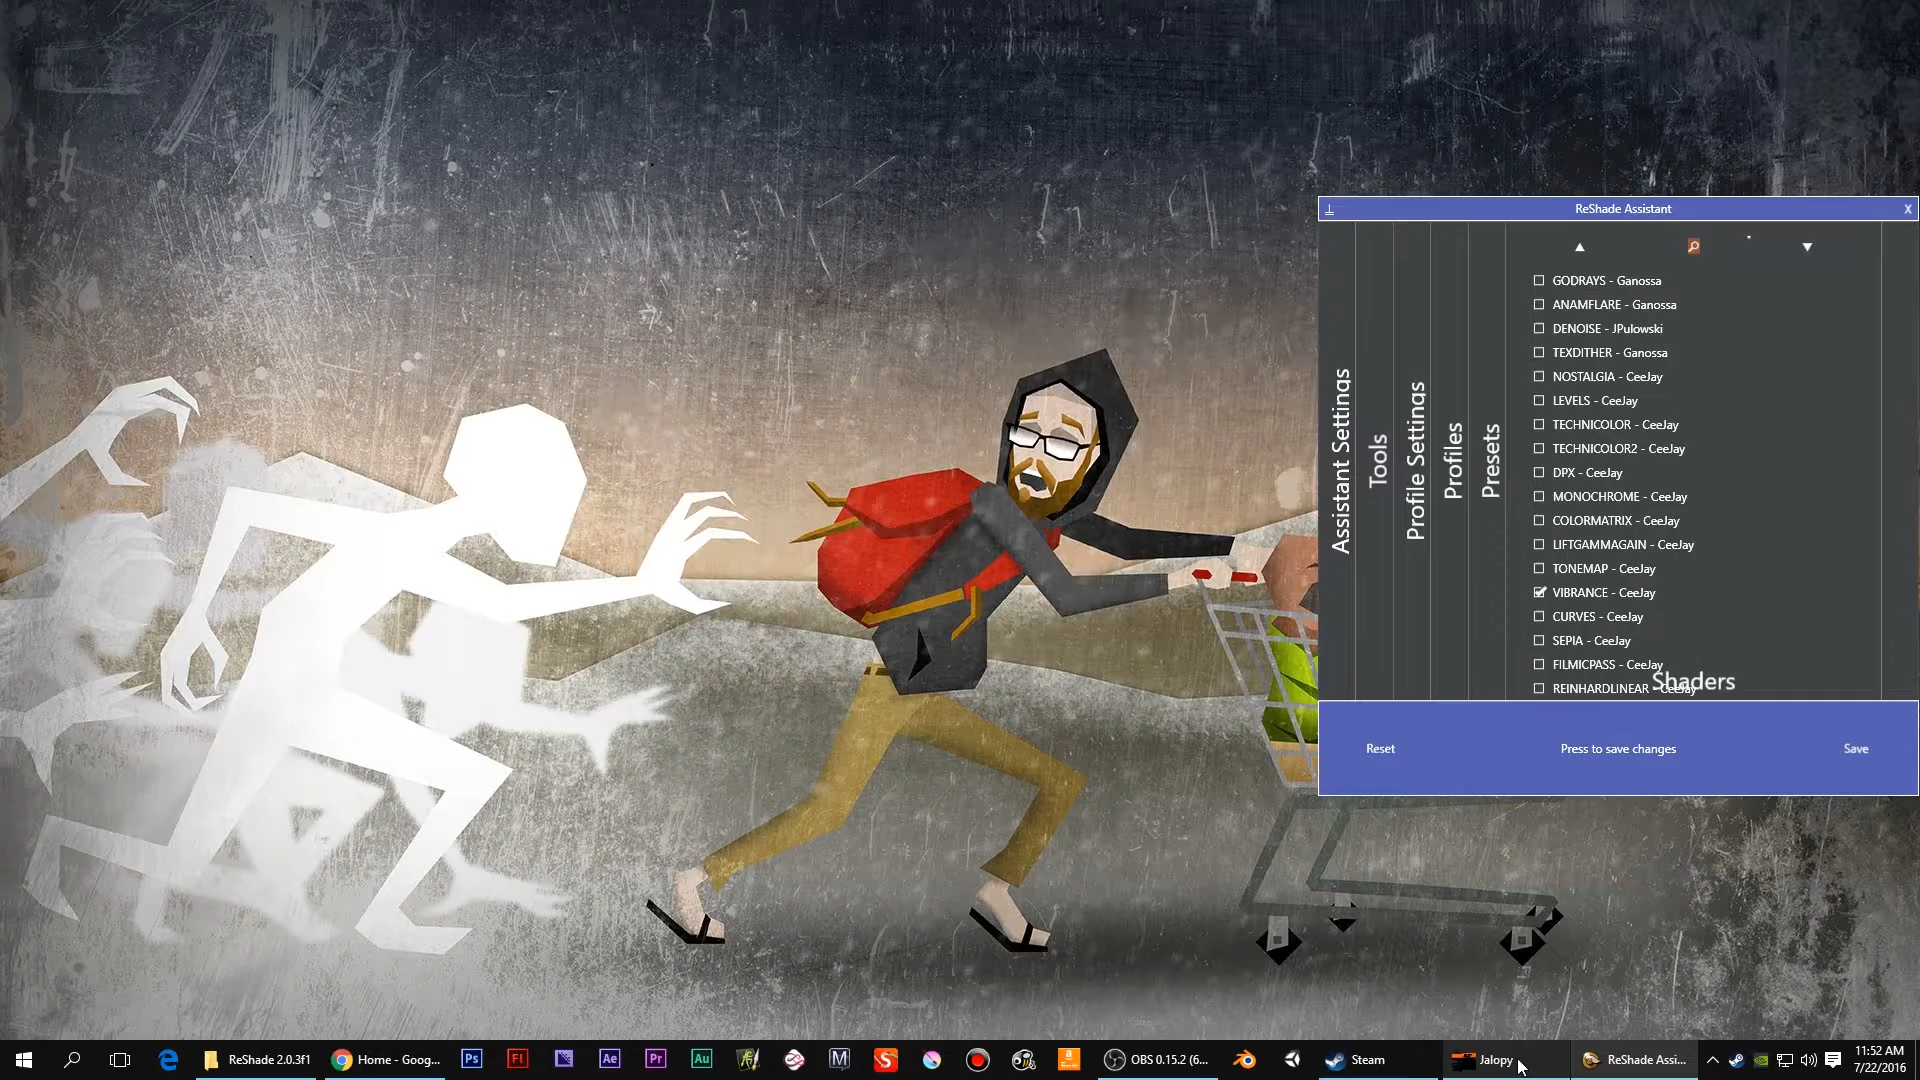 ReShade Assistant
X
Assistant Settings
Tools
Profile Settings
Profiles
Presets
GODRAYS - Ganossa
ANAMFLARE - Ganossa
DENOISE - JPulowski
TEXDITHER - Ganossa
NOSTALGIA - CeeJay
LEVELS - CeeJay
TECHNICOLOR - CeeJay
TECHNICOLOR2 - CeeJay
DPX - CeeJay
MONOCHROME - CeeJay
COLORMATRIX - CeeJay
LIFTGAMMAGAIN - CeeJay
TONEMAP - CeeJay
VIBRANCE - CeeJay
CURVES - CeeJay
SEPIA - CeeJay
FILMICPASS - CeeJay
REINHARDLINEAR - CeeJay
Shaders
Reset
Press to save changes
Save
ReShade 2.0.3f1
Home - Goog...
Ps
Fl
Ae
Pr
Au
M
S
OBS 0.15.2 (6...
Steam
Jalopy
ReShade Assi...
11:52 AM
7/22/2016